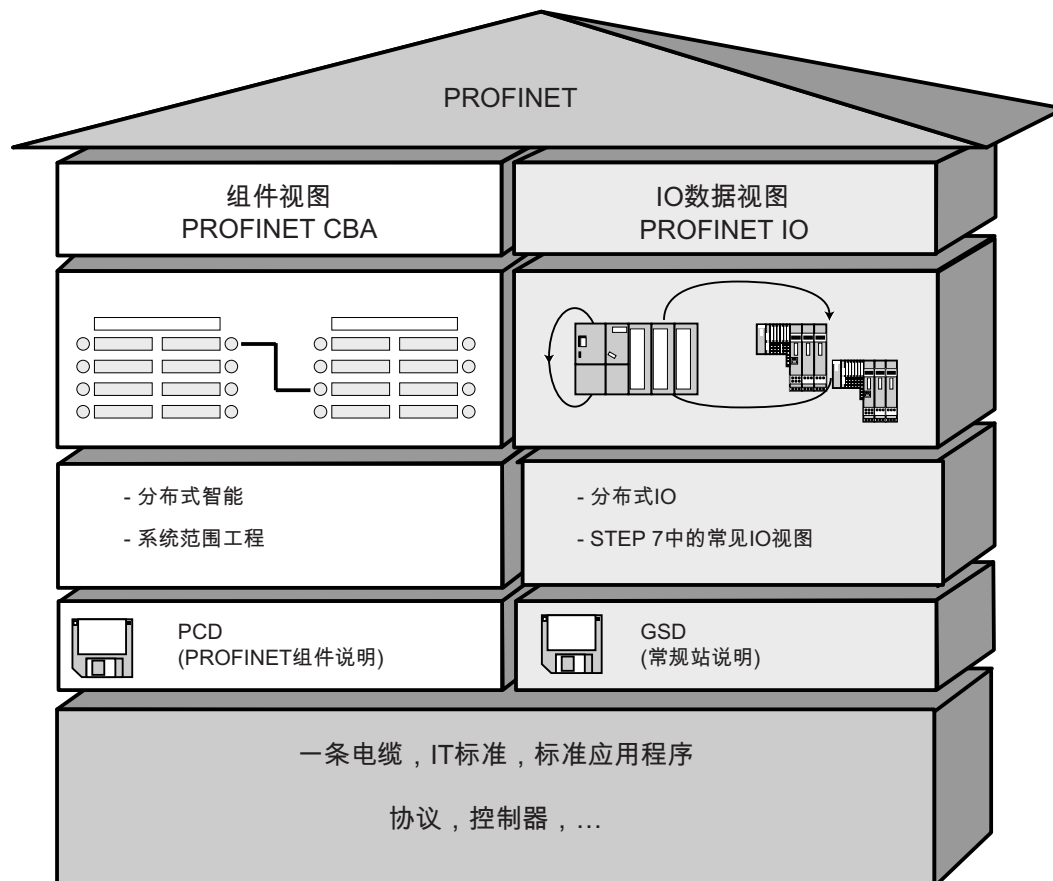 PROFINET
组件视图
PROFINET CBA
IO数据视图
PROFINET IO
- 分布式智能
- 系统范围工程
- 分布式IO
- STEP 7中的常见IO视图
PCD
(PROFINET组件说明)
GSD
(常规站说明)
一条电缆，IT标准，标准应用程序
协议，控制器，…